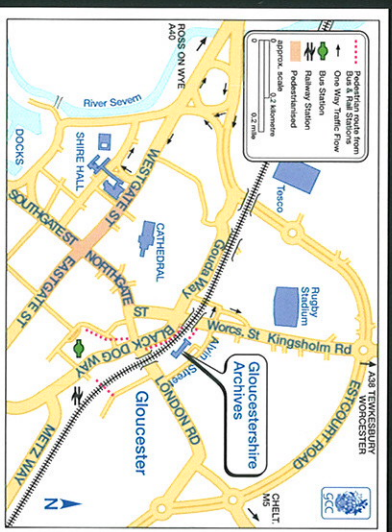 Pedestrian route from
Bus & Rail Stations
One Way Traffic Flow
Bus Station
Railway Station
Pedestrianised
approx. scale
0 0.2 kilometre
0 0.2 mile
ROSS ON WYE
A40
River Severn
DOCKS
SHIRE HALL
WESTGATE ST
SOUTHGATE ST
EASTGATE ST
NORTHGATE
ST
CATHEDRAL
Tesco
Gouda Way
Rugby
Stadium
Worcs. St
Kingsholm Rd
A38 TEWKESBURY
WORCESTER
ESTCOURT ROAD
Alvin
Street
Gloucestershire
Archives
BLACK DOG WAY
LONDON RD
Gloucester
METZ WAY
CHELT.
M5
GCC
N